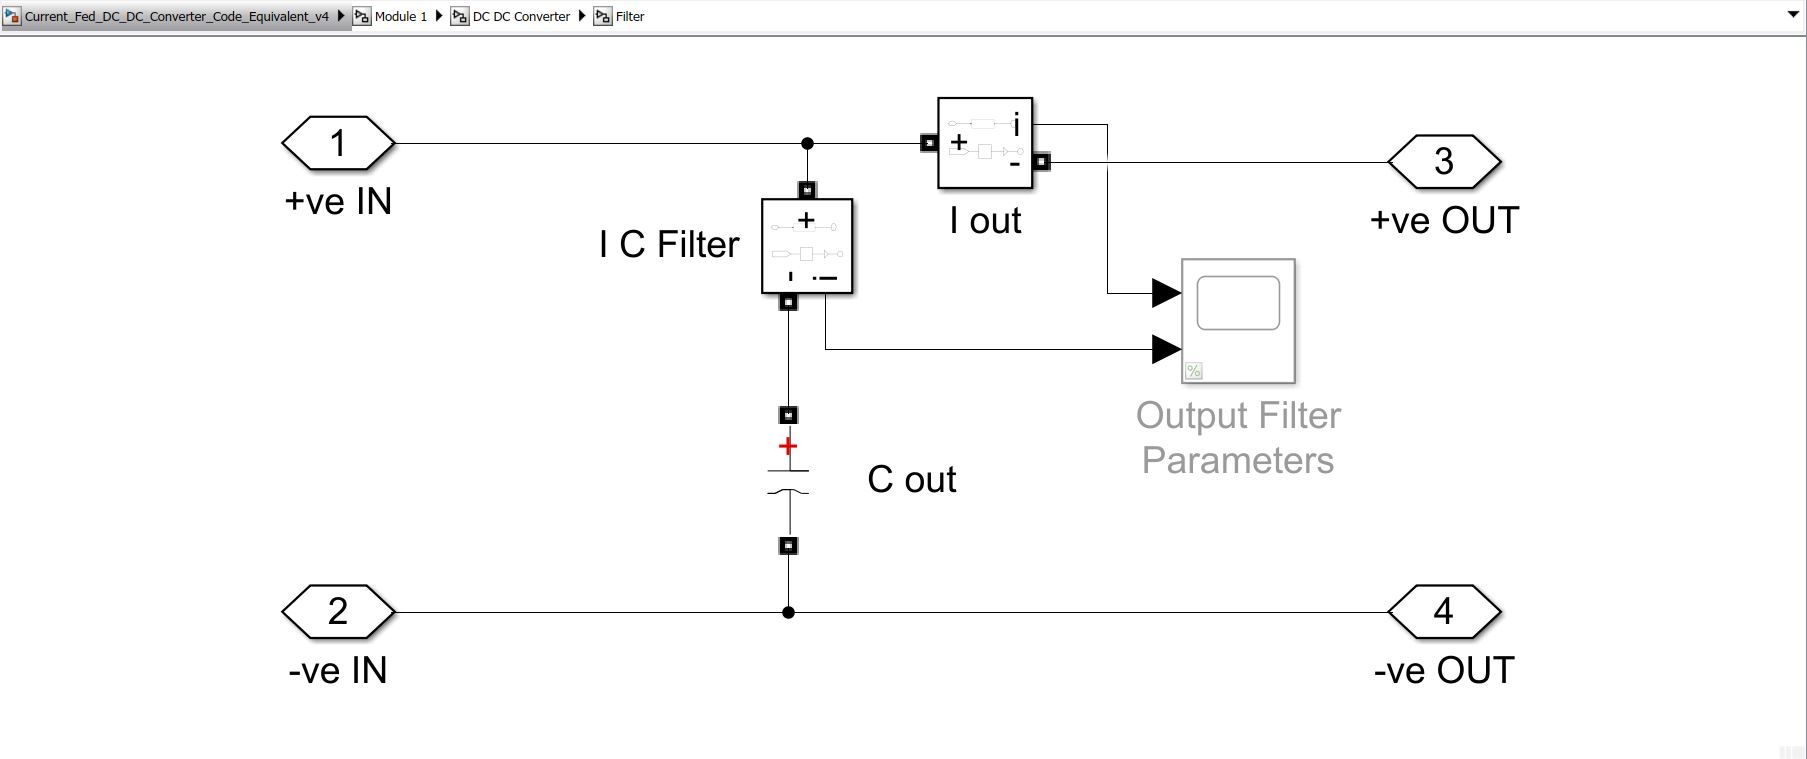 Current_Fed_DC_DC_Converter_Code_Equivalent_v4 Module 1 DC DC Converter Filter
1
+ve IN
+
i
-
I out
3
+ve OUT
I C Filter
+
-
i
%
Output Filter
Parameters
+
C out
2
-ve IN
4
-ve OUT